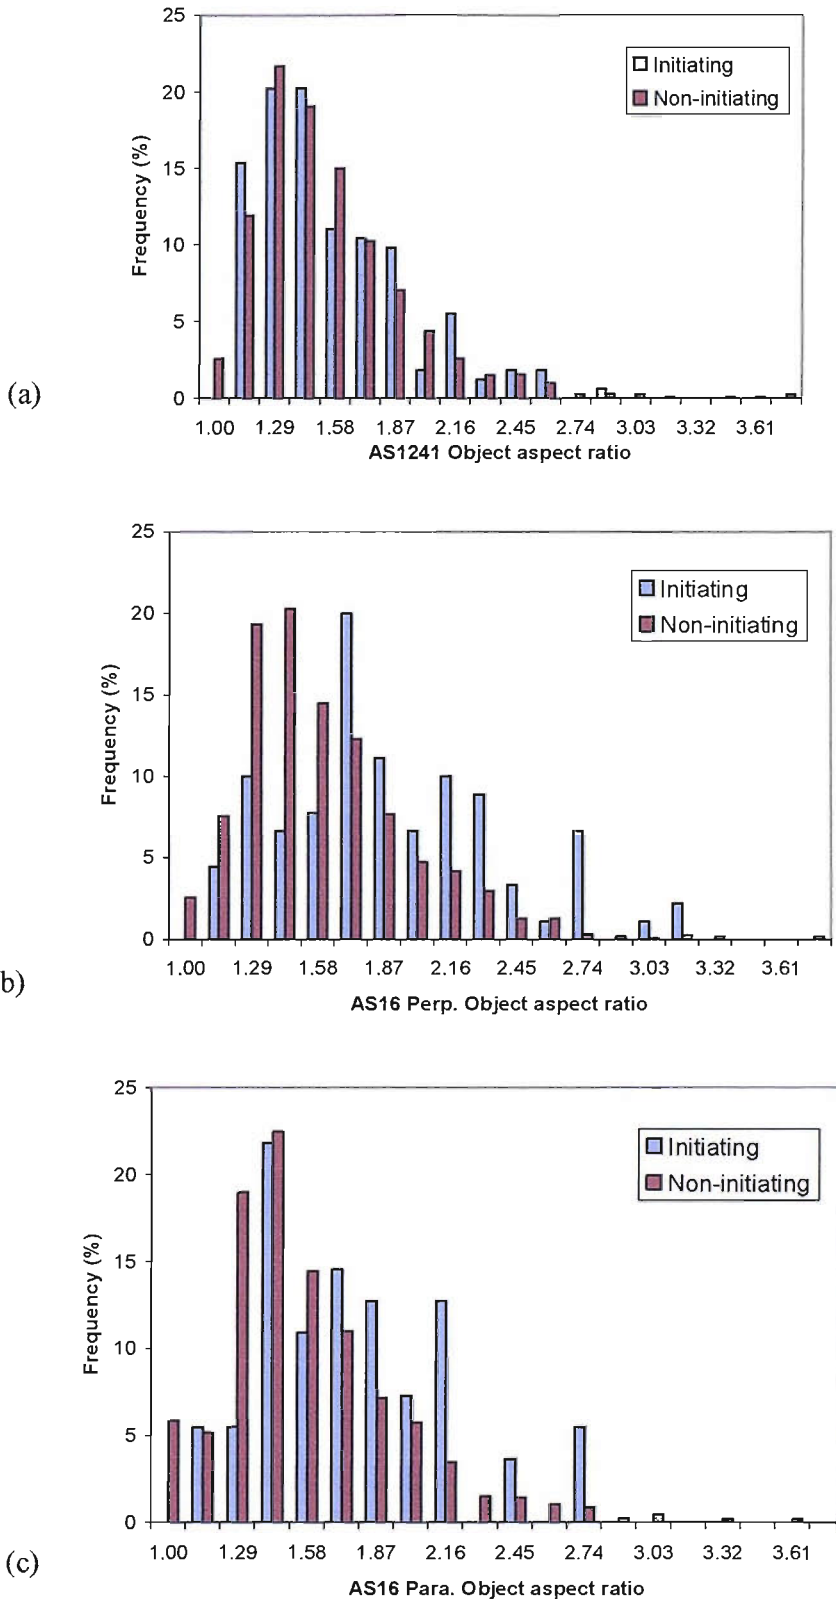 25
20
15
10
5
0
Frequency (%)
Initiating
Non-initiating
(a)
1.00 1.29 1.58 1.87 2.16 2.45 2.74 3.03 3.32 3.61
AS1241 Object aspect ratio
25
20
15
10
5
0
Frequency (%)
Initiating
Non-initiating
b)
1.00 1.29 1.58 1.87 2.16 2.45 2.74 3.03 3.32 3.61
AS16 Perp. Object aspect ratio
25
20
15
10
5
0
Frequency (%)
Initiating
Non-initiating
(c)
1.00 1.29 1.58 1.87 2.16 2.45 2.74 3.03 3.32 3.61
AS16 Para. Object aspect ratio